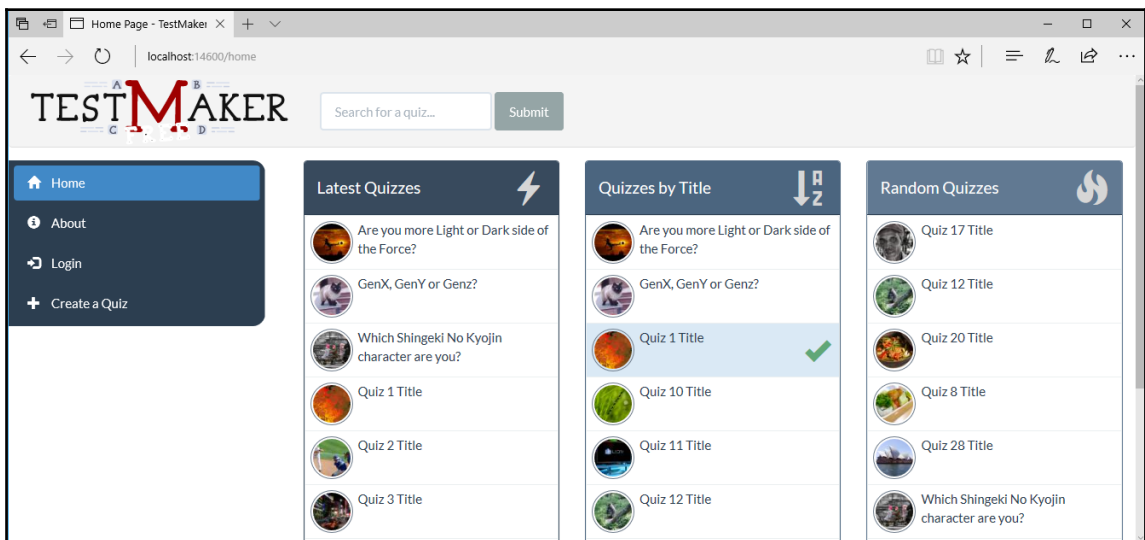 Home Page - TestMaker
localhost:14600/home
TESTMAKER
A B
C D
FREE
Search for a quiz...
Submit
Home
About
Login
Create a Quiz
Latest Quizzes
Are you more Light or Dark side of
the Force?
GenX, GenY or Genz?
Which Shingeki No Kyojin
character are you?
Quiz 1 Title
Quiz 2 Title
Quiz 3 Title
Quizzes by Title
A
Z
Are you more Light or Dark side of
the Force?
GenX, GenY or Genz?
Quiz 1 Title
Quiz 10 Title
Quiz 11 Title
Quiz 12 Title
Random Quizzes
Quiz 17 Title
Quiz 12 Title
Quiz 20 Title
Quiz 8 Title
Quiz 28 Title
Which Shingeki No Kyojin
character are you?